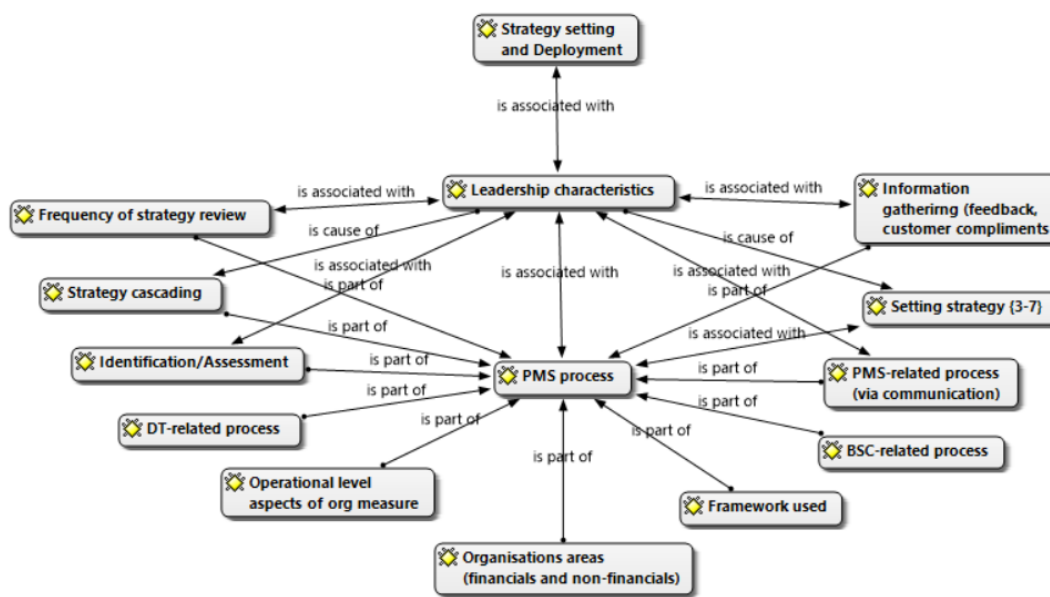 Strategy setting
and Deployment
is associated with
Leadership characteristics
is associated with
is associated with
Information
gatherirng (feedback,
customer compliments
Frequency of strategy review
is cause of
is cause of
is associated with
is associated with
is associated with
Strategy cascading
is part of
is part of
Setting strategy {3-7}
is part of
is associated with
Identification/Assessment
is part of
PMS process
is part of
PMS-related process
(via communication)
is part of
DT-related process
is part of
is part of
is part of
BSC-related process
is part of
Operational level
aspects of org measure
Framework used
Organisations areas
(financials and non-financials)